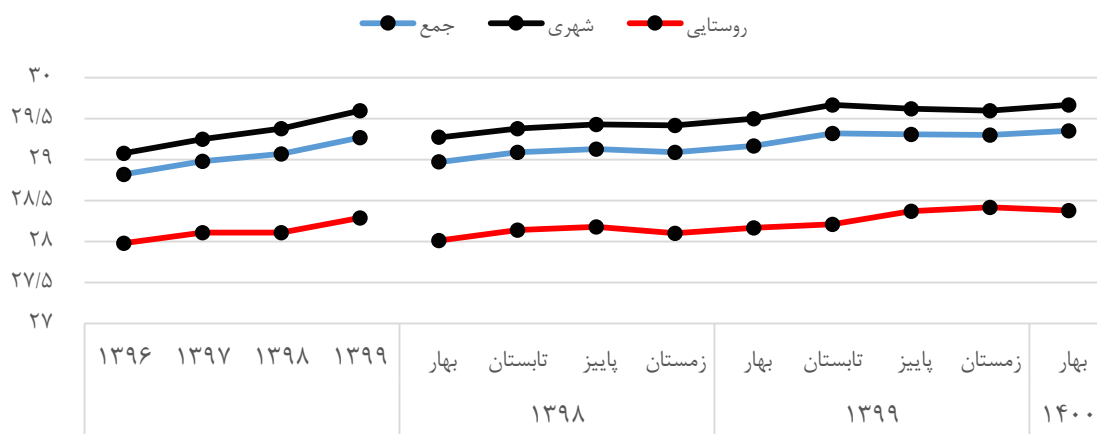 جمع شهری روستایی
۳۰
۲۹/۵
۲۹
۲۸/۵
۲۸
۲۷/۵
۲۷
۱۳۹۶ ۱۳۹۷ ۱۳۹۸ ۱۳۹۹ بهار تابستان پاییز زمستان بهار تابستان پاییز زمستان بهار
۱۳۹۸ ۱۳۹۹ ۱۴۰۰